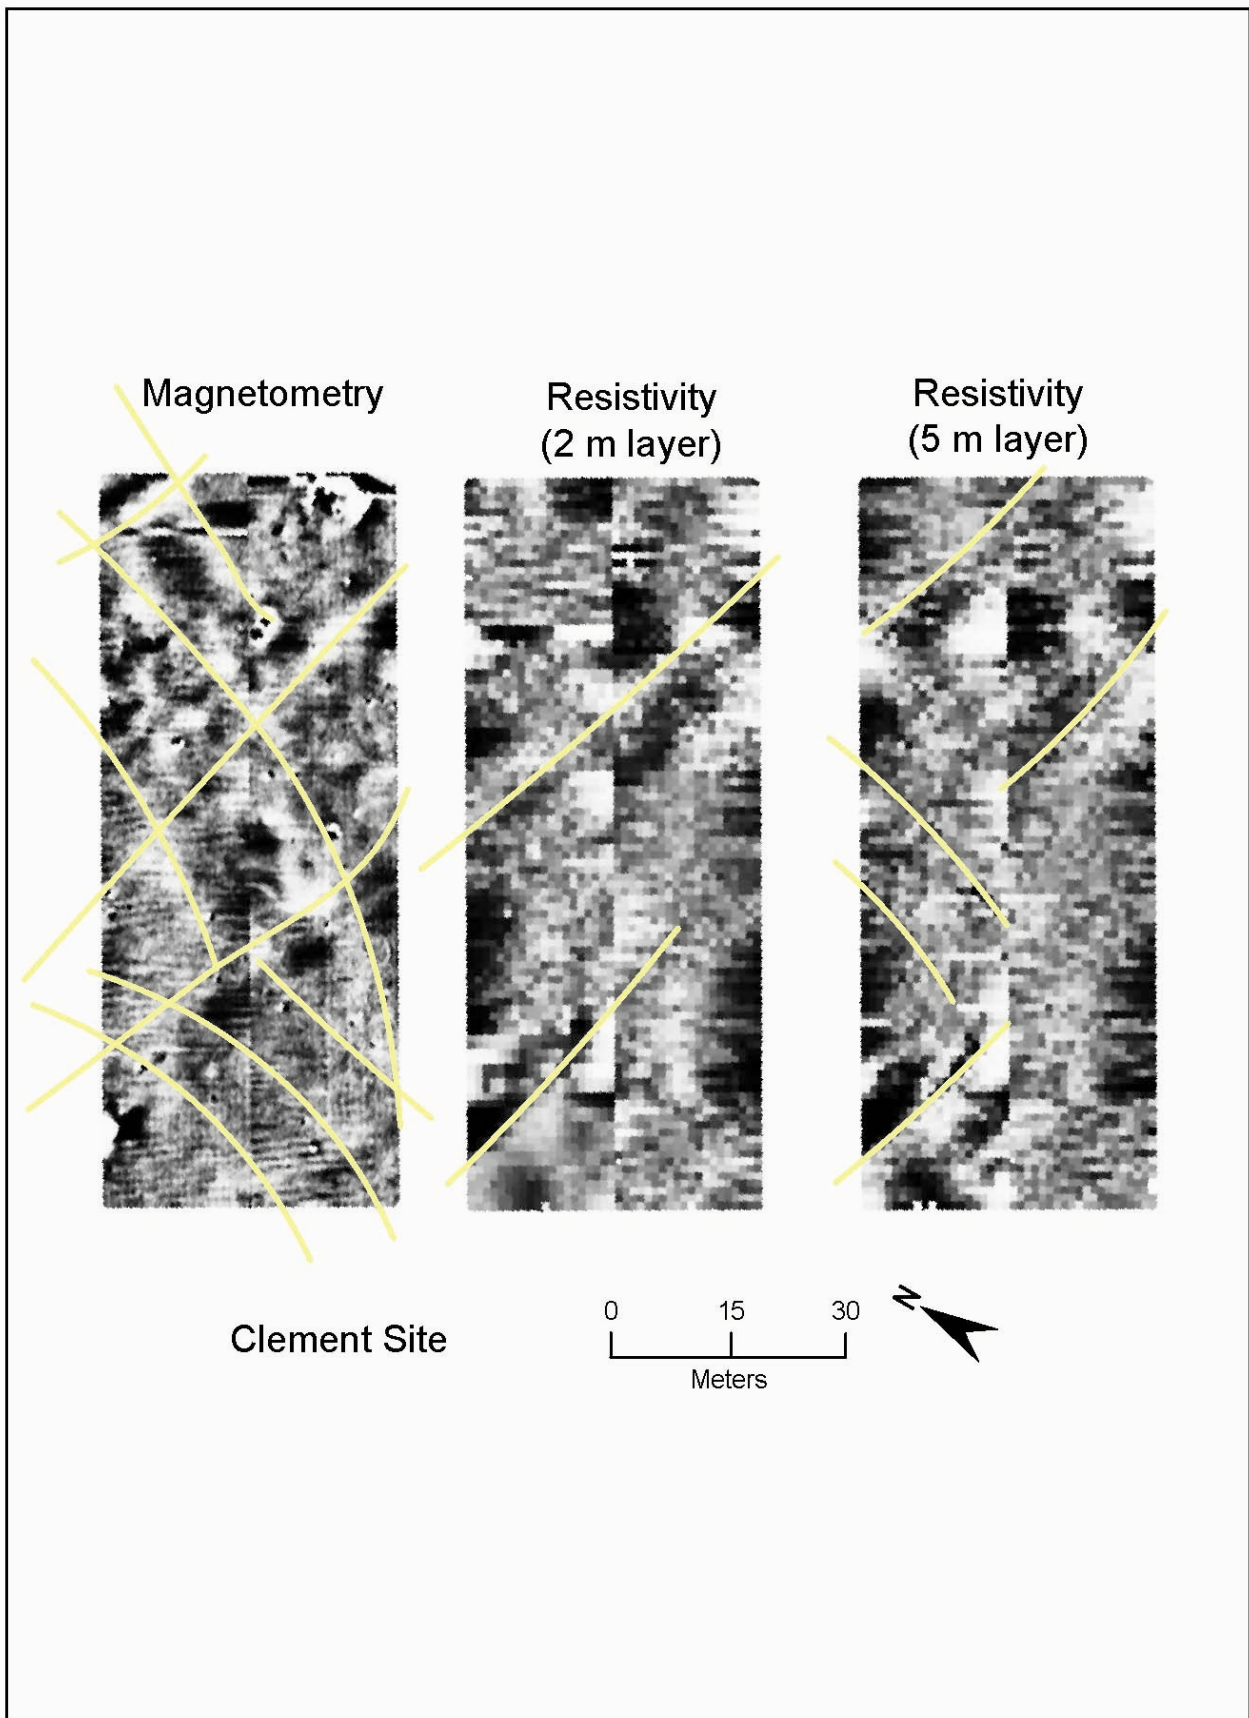 Magnetometry
Resistivity
(2 m layer)
Resistivity
(5 m layer)
Clement Site
0 15 30
Meters
N